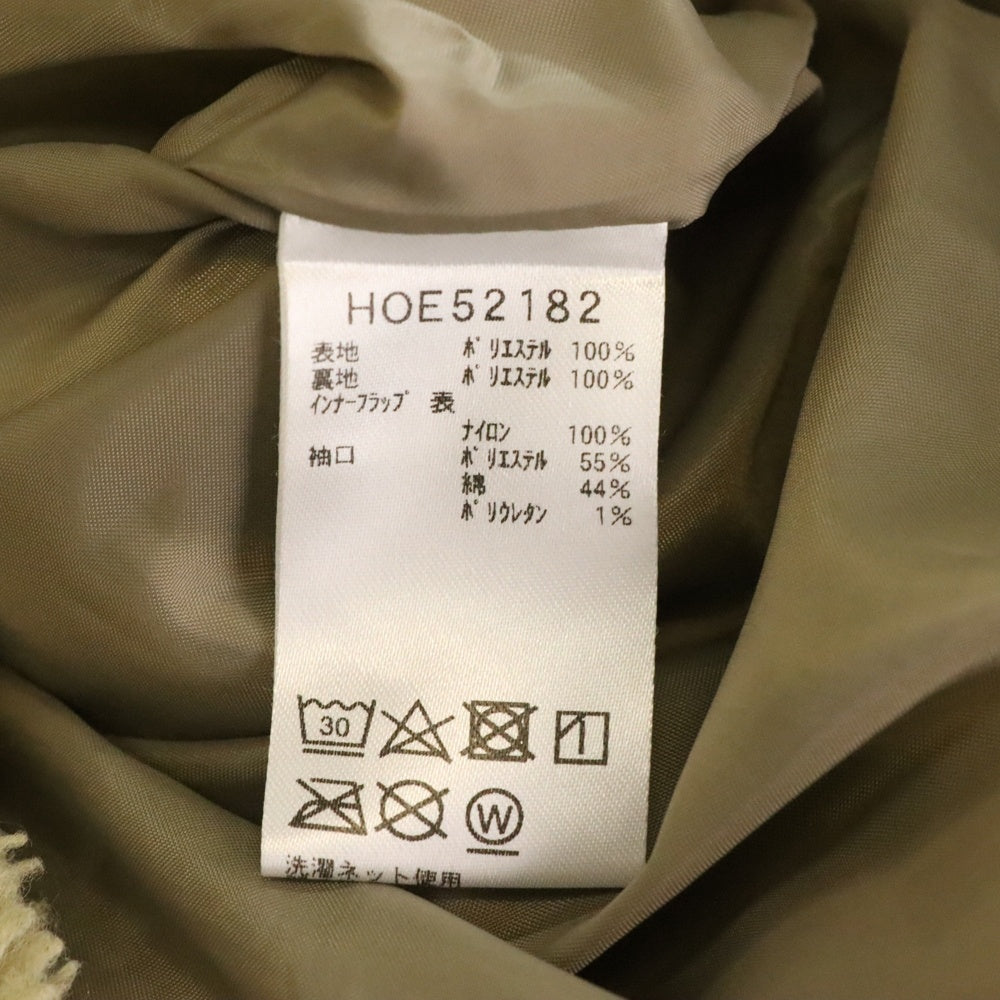 HOE52182
表地 ポリエステル 100%
裏地 ポリエステル 100%
インナーフラップ 表
ナイロン 100%
袖口 ポリエステル 55%
綿 44%
ポリウレタン 1%
30
W
洗濯ネット使用